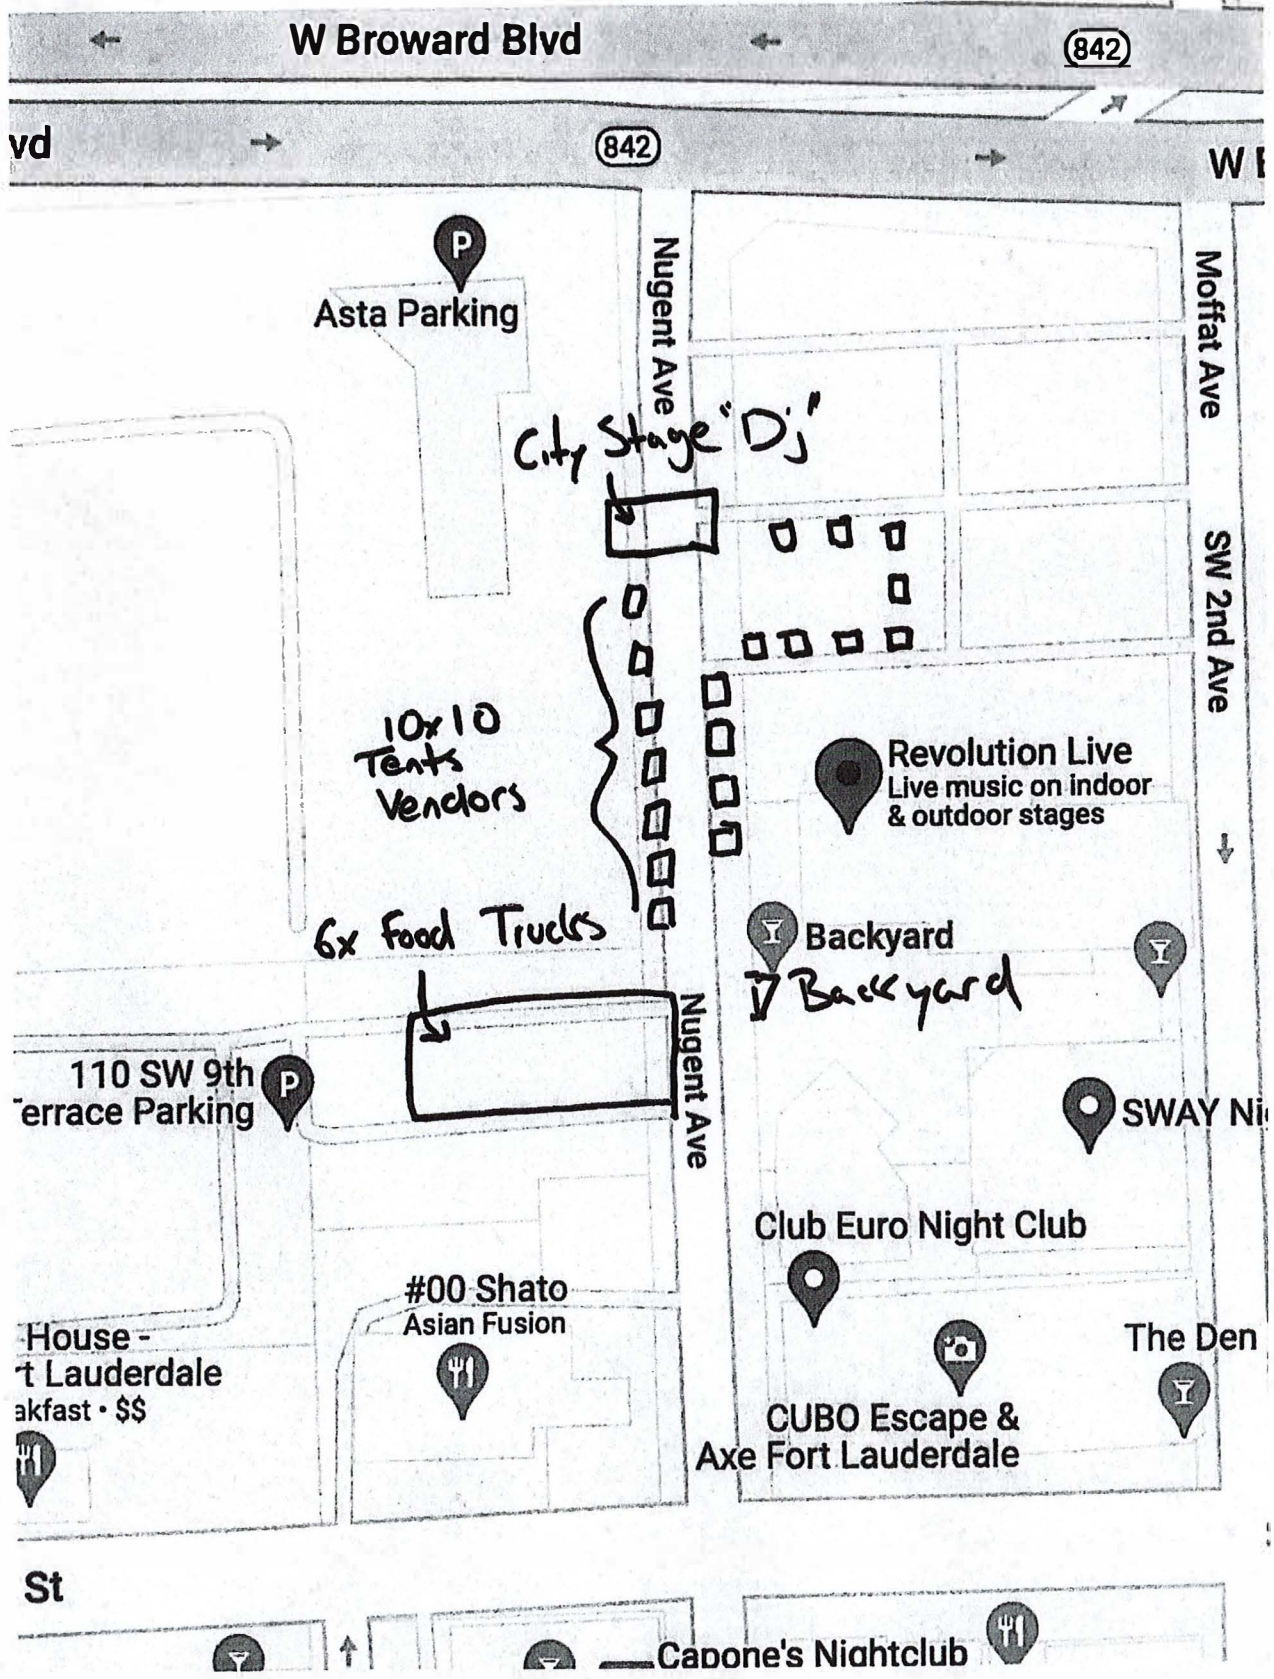 W Broward Blvd
842
vd
842
W B
Asta Parking
Nugent Ave
Moffat Ave
City Stage "Dj"
SW 2nd Ave
10x10
Tents
Vendors
Revolution Live
Live music on indoor
& outdoor stages
6x Food Trucks
Backyard
Backyard
Nugent Ave
110 SW 9th
Terrace Parking
SWAY Ni
Club Euro Night Club
#00 Shato
Asian Fusion
House -
rt Lauderdale
akfast • $$
The Den
CUBO Escape &
Axe Fort Lauderdale
St
Capone's Nightclub